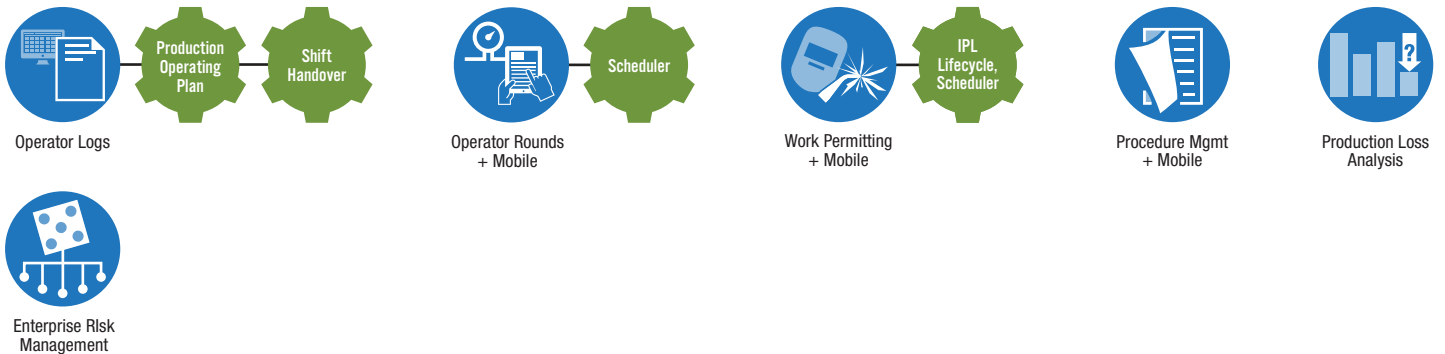 Production
Operating
Plan
Shift
Handover
Operator Logs
Scheduler
Operator Rounds
+ Mobile
IPL
Lifecycle,
Scheduler
Work Permitting
+ Mobile
Procedure Mgmt
+ Mobile
?
Production Loss
Analysis
Enterprise RIsk
Management